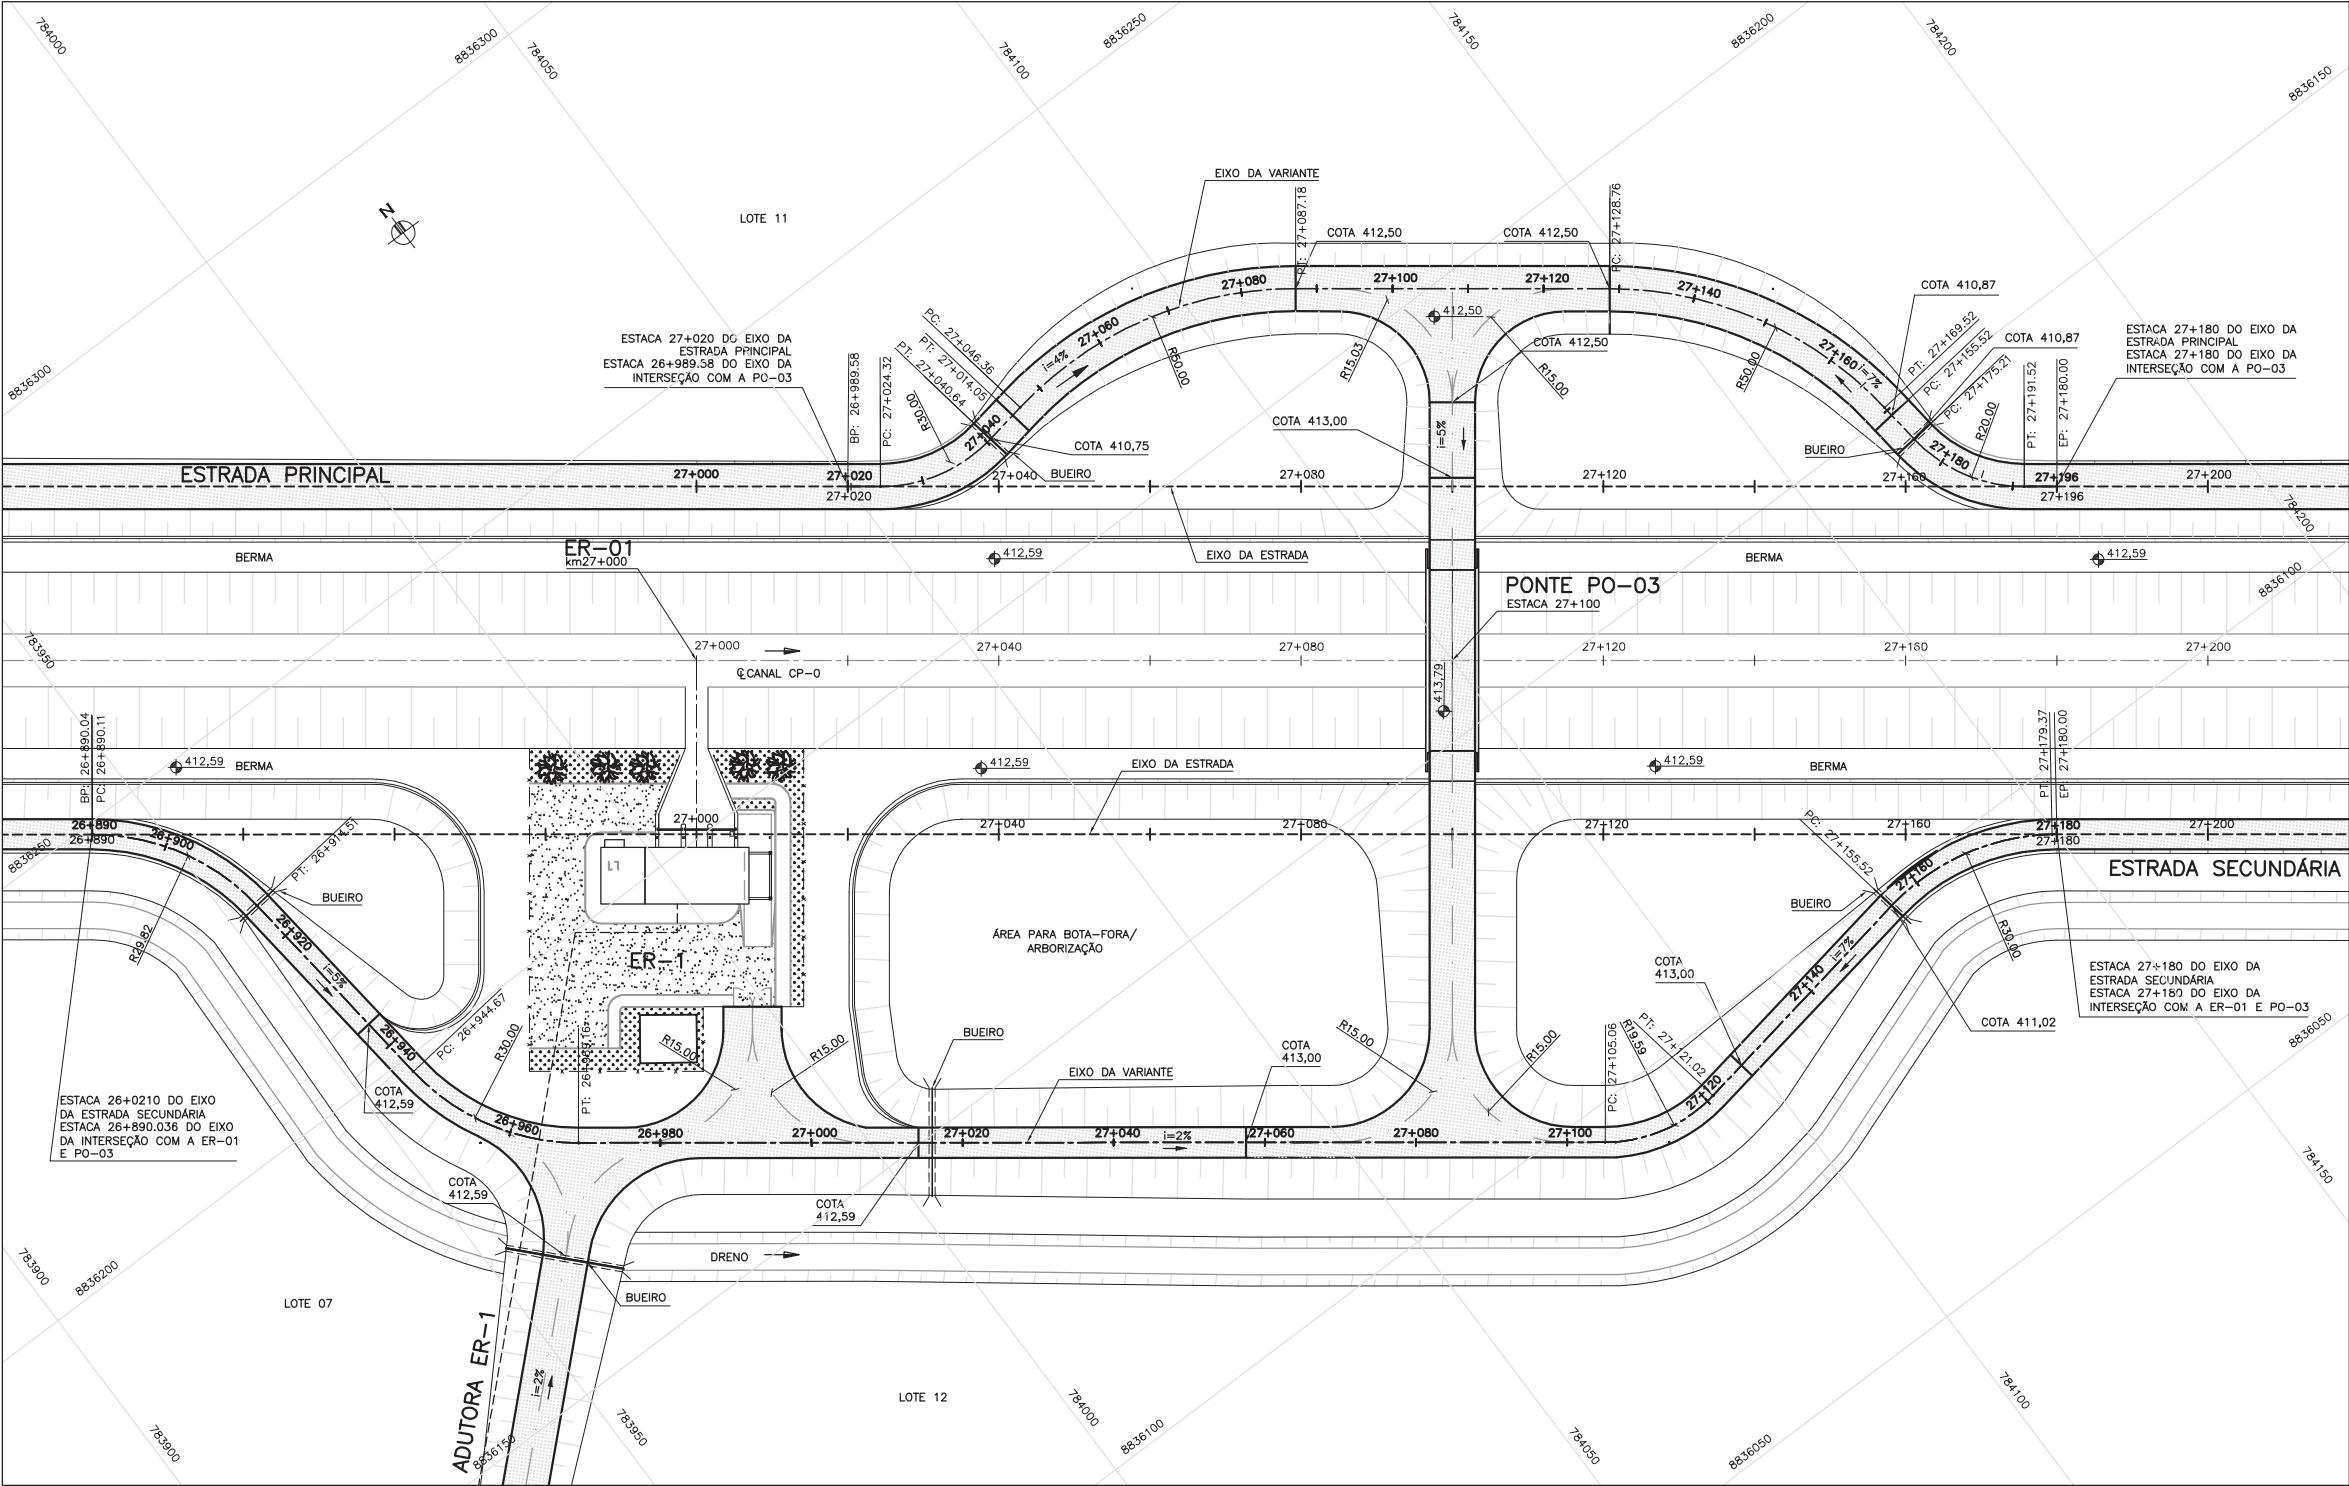 784000
8836300
784050
784100
8836250
784150
8836200
784200
8836150
EIXO DA VARIANTE
PT: 27+087.18
PC: 27+128.76
LOTE 11
N
COTA 412,50
COTA 412,50
27+080
27+100
27+120
27+140
COTA 410,87
412,50
PC: 27+046.36
PT: 27+014.05
PT: 27+040.64
27+060
i=4%
R50.00
R15.03
COTA 412,50
R15.00
R50.00
27+160
i=7%
PT: 27+169.52
PC: 27+155.52
PC: 27+175.21
COTA 410,87
ESTACA 27+180 DO EIXO DA
ESTRADA PRINCIPAL
ESTACA 27+180 DO EIXO DA
INTERSEÇÃO COM A PO-03
ESTACA 27+020 DO EIXO DA
ESTRADA PRINCIPAL
ESTACA 26+989.58 DO EIXO DA
INTERSEÇÃO COM A PO-03
BP: 26+989.58
PC: 27+024.32
R30.00
27+040
COTA 410,75
BUEIRO
COTA 413,00
i=5%
BUEIRO
R20.00
PT: 27+191.52
EP: 27+180.00
8836300
ESTRADA PRINCIPAL
27+000
27+020
27+020
27+040
27+080
27+120
27+160
27+180
27+196
27+196
27+200
784200
BERMA
ER-01
km27+000
412,59
EIXO DA ESTRADA
BERMA
412,59
8836100
PONTE PO-03
ESTACA 27+100
783950
27+000
27+040
27+080
27+120
27+160
27+200
CANAL CP-0
413,79
BP: 26+890.04
PC: 26+890.11
412,59
BERMA
412,59
EIXO DA ESTRADA
412,59
BERMA
PT: 27+179.37
EP: 27+180.00
26+890
26+890
26+900
27+000
27+040
27+080
27+120
27+160
27+180
27+180
27+200
8836250
PT: 26+914.51
BUEIRO
PC: 27+155.52
BUEIRO
27+160
ESTRADA SECUNDÁRIA
R29.82
26+920
i=5%
ER-1
ÁREA PARA BOTA-FORA/
ARBORIZAÇÃO
COTA
413,00
27+140
i=7%
R30.00
ESTACA 27+180 DO EIXO DA
ESTRADA SECUNDÁRIA
ESTACA 27+180 DO EIXO DA
INTERSEÇÃO COM A ER-01 E PO-03
COTA 411,02
8836050
26+940
PC: 26+944.67
R30.00
R15.00
R15.00
BUEIRO
COTA
413,00
R15.00
R15.00
PC: 27+105.06
R19.59
PT: 27+121.02
27+120
EIXO DA VARIANTE
COTA
412,59
ESTACA 26+0210 DO EIXO
DA ESTRADA SECUNDÁRIA
ESTACA 26+890.036 DO EIXO
DA INTERSEÇÃO COM A ER-01
E PO-03
26+960
26+980
27+000
27+020
27+040
i=2%
27+060
27+080
27+100
784150
COTA
412,59
COTA
412,59
DRENO
BUEIRO
783900
8836200
LOTE 07
ADUTORA ER-1
i=2%
LOTE 12
783900
8836150
783950
784000
8836100
784050
8836050
784100